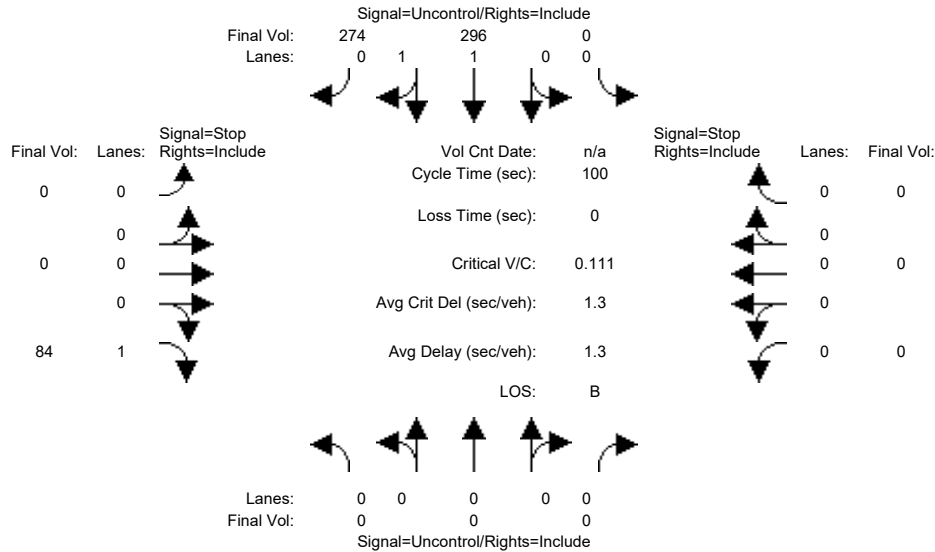 Signal=Uncontrol/Rights=Include
Final Vol: 274 296 0
Lanes: 0 1 1 0 0
Signal=Stop
Final Vol: Lanes: Rights=Include
Vol Cnt Date: n/a
Signal=Stop
Rights=Include Lanes: Final Vol:
Cycle Time (sec): 100
0 0 0 0
Loss Time (sec): 0
0 0
0 0 Critical V/C: 0.111 0 0
0 Avg Crit Del (sec/veh): 1.3 0
84 1 Avg Delay (sec/veh): 1.3 0 0
LOS: B
Lanes: 0 0 0 0 0
Final Vol: 0 0 0
Signal=Uncontrol/Rights=Include